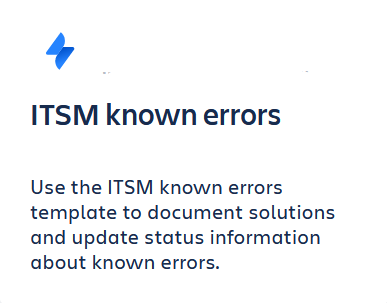 ITSM known errors
Use the ITSM known errors
template to document solutions
and update status information
about known errors.